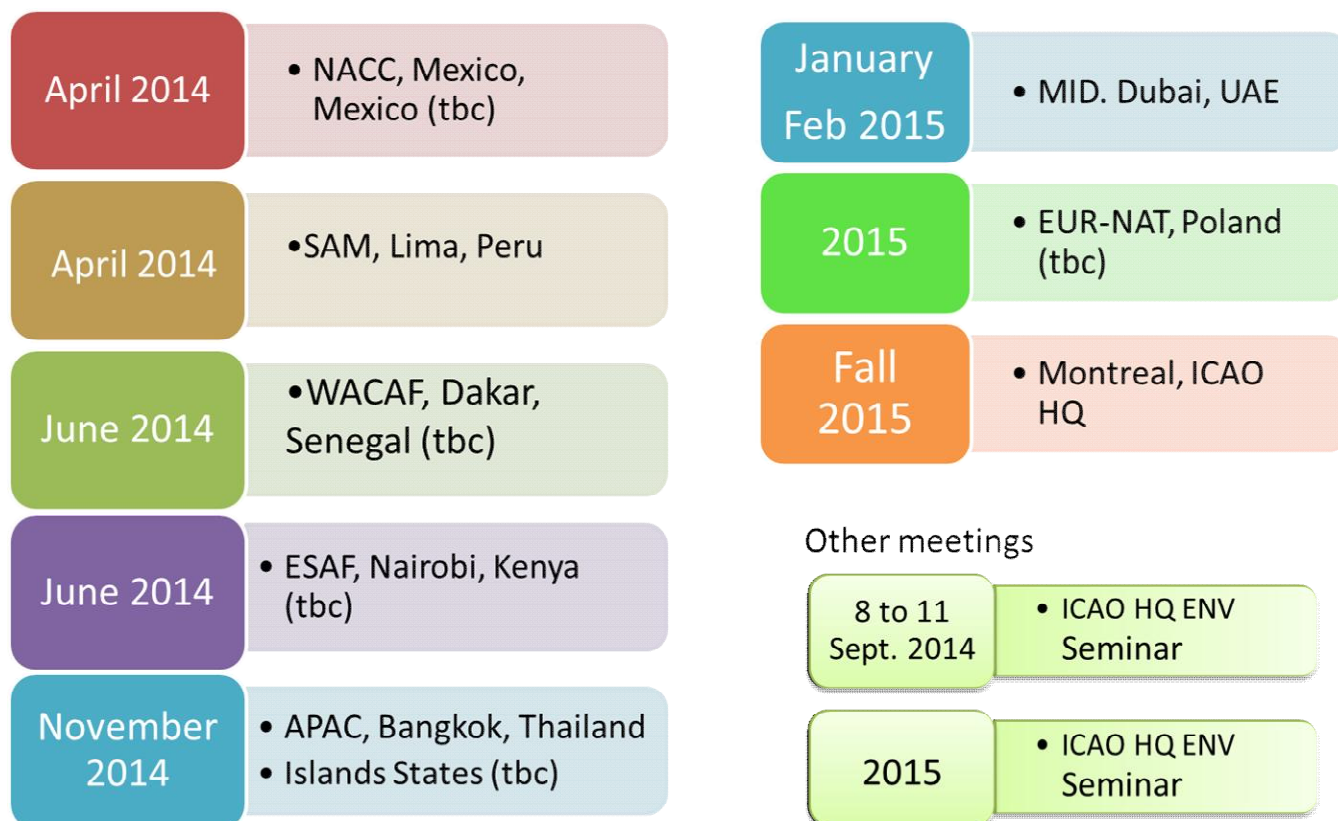 April 2014
• NACC, Mexico,
Mexico (tbc)
April 2014
•SAM, Lima, Peru
June 2014
•WACAF, Dakar,
Senegal (tbc)
June 2014
• ESAF, Nairobi, Kenya
(tbc)
November
2014
• APAC, Bangkok, Thailand
• Islands States (tbc)
January
Feb 2015
• MID. Dubai, UAE
2015
• EUR-NAT, Poland
(tbc)
Fall
2015
• Montreal, ICAO
HQ
Other meetings
8 to 11
Sept. 2014
• ICAO HQ ENV
Seminar
2015
• ICAO HQ ENV
Seminar